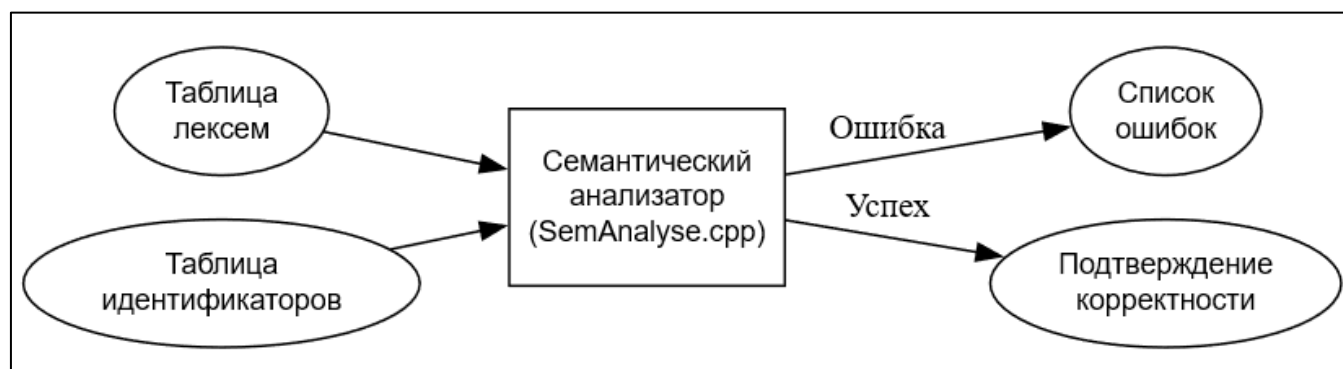 Таблица
лексем
Таблица
идентификаторов
Семантический
анализатор
(SemAnalyse.cpp)
Ошибка
Успех
Список
ошибок
Подтверждение
корректности